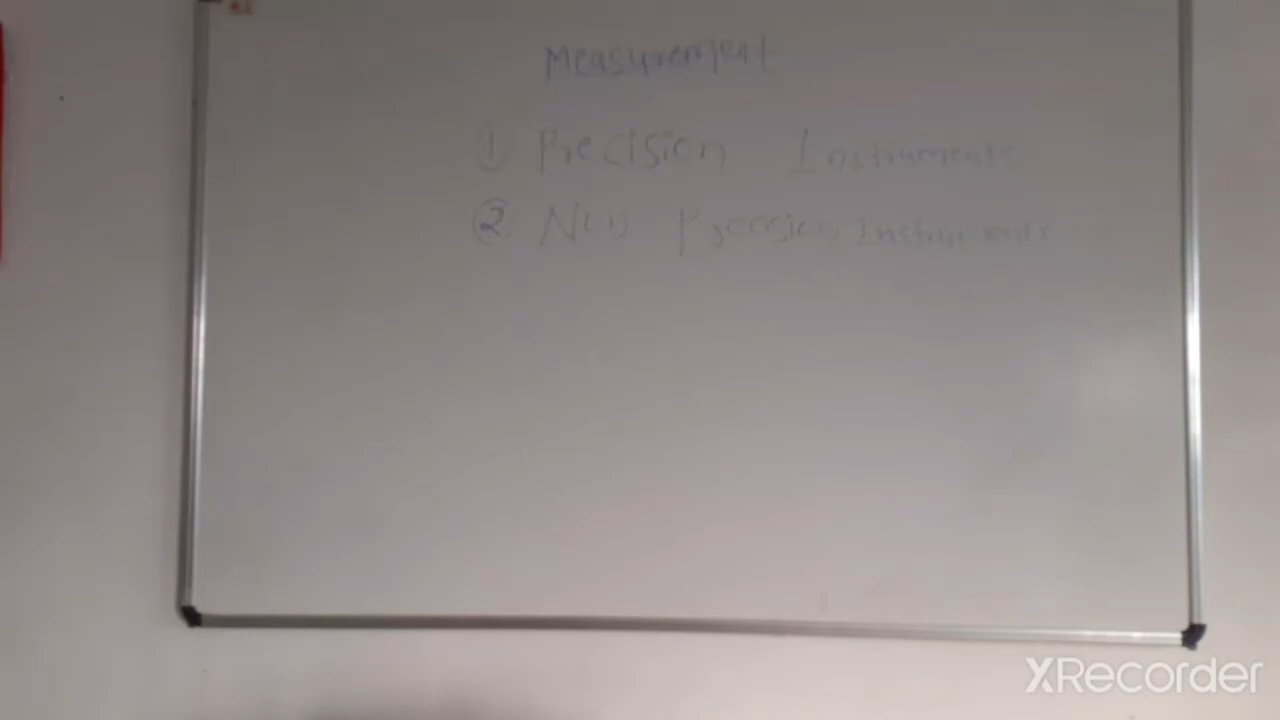 Measurement
① Precision Instruments
② Non Precision Instruments
XRecorder